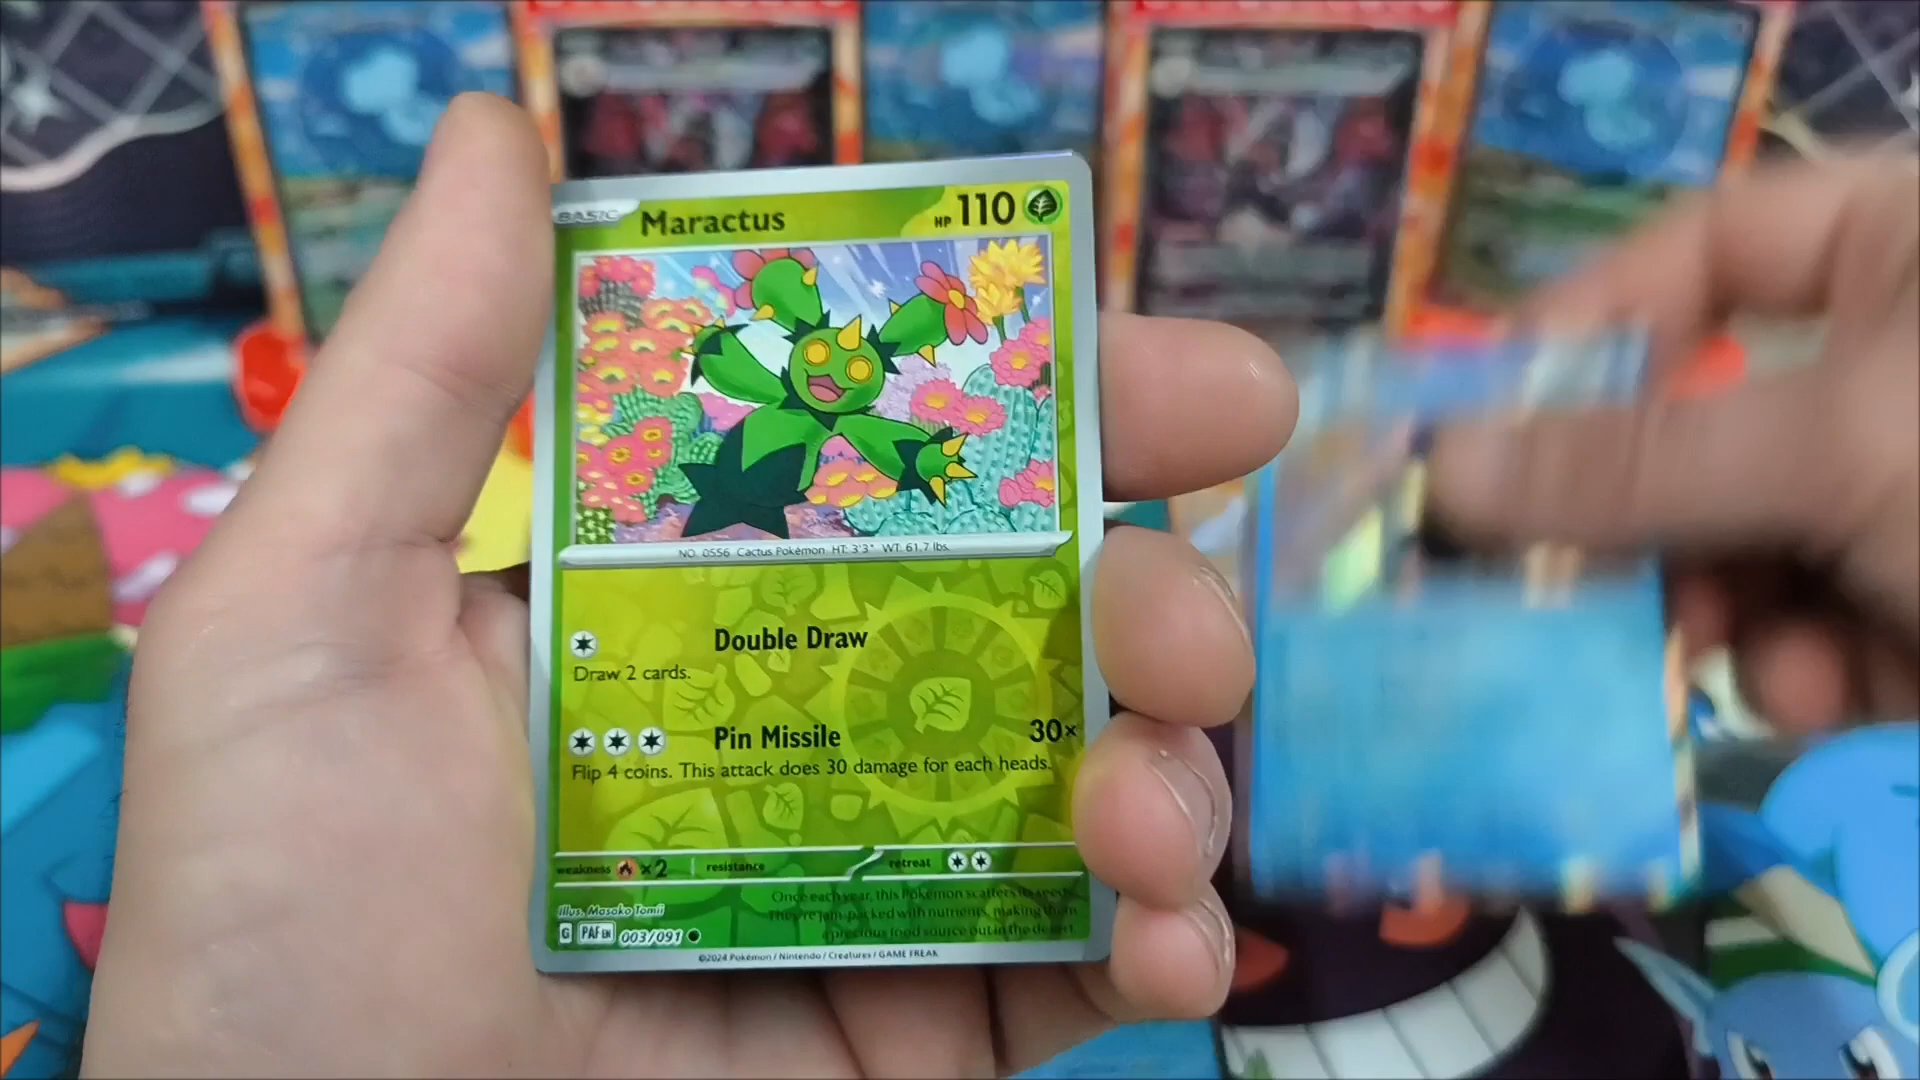 BASIC Maractus HP 110
NO. 0556 Cactus Pokémon HT: 3'3" WT: 61.7 lbs.
Double Draw
Draw 2 cards.
Pin Missile 30×
Flip 4 coins. This attack does 30 damage for each heads.
weakness ×2 resistance retreat
Once each year, this Pokémon scatters its seeds.
They're jam-packed with nutrients, making them
a precious food source out in the desert.
Illus. Masako Tomii
G PAF EN 003/091
©2024 Pokémon / Nintendo / Creatures / GAME FREAK